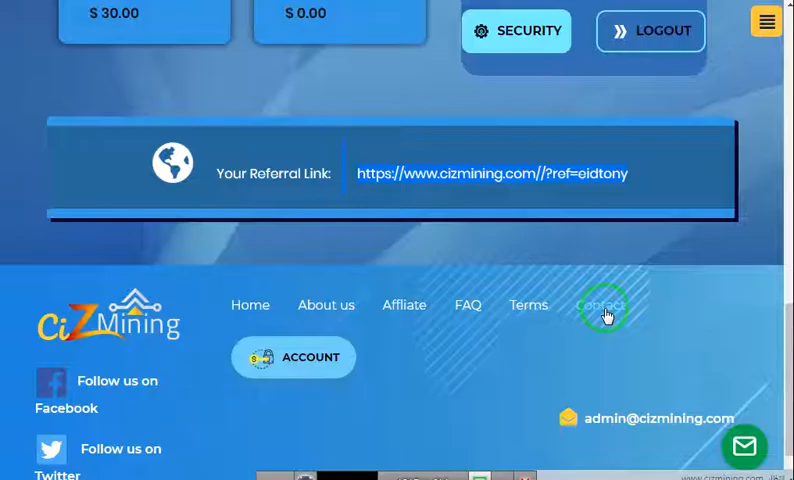 $ 30.00
$ 0.00
SECURITY
LOGOUT
Your Referral Link:
https://www.cizmining.com//?ref=eidtony
CiZMining
Home
About us
Affliate
FAQ
Terms
Contact
ACCOUNT
Follow us on
Facebook
admin@cizmining.com
Follow us on
Twitter